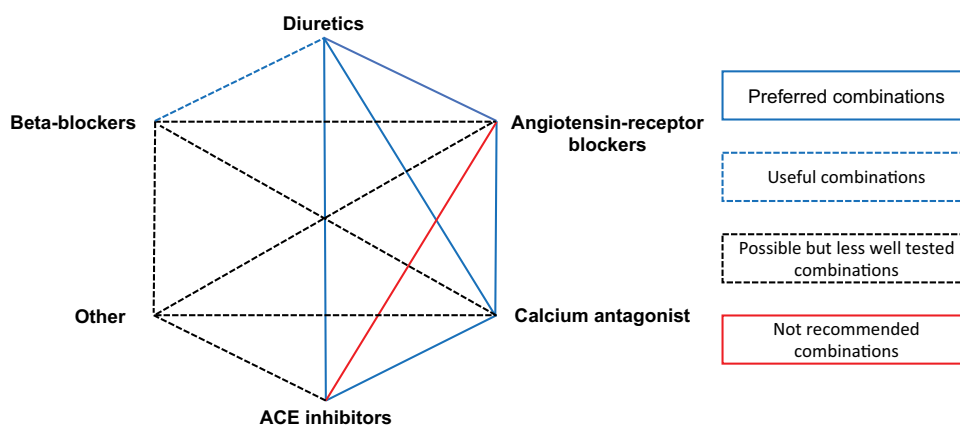 Diuretics
Beta-blockers
Angiotensin-receptor
blockers
Other
Calcium antagonist
ACE inhibitors
Preferred combinations
Useful combinations
Possible but less well tested
combinations
Not recommended
combinations